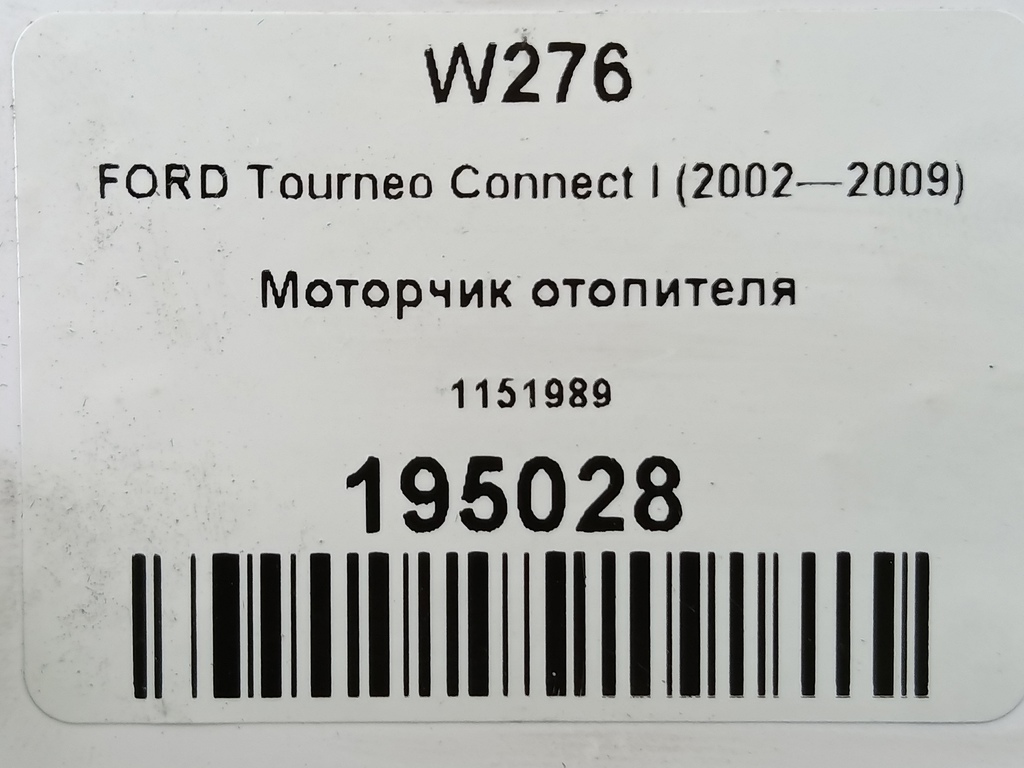 W276
FORD Tourneo Connect I (2002—2009)
Моторчик отопителя
1151989
195028